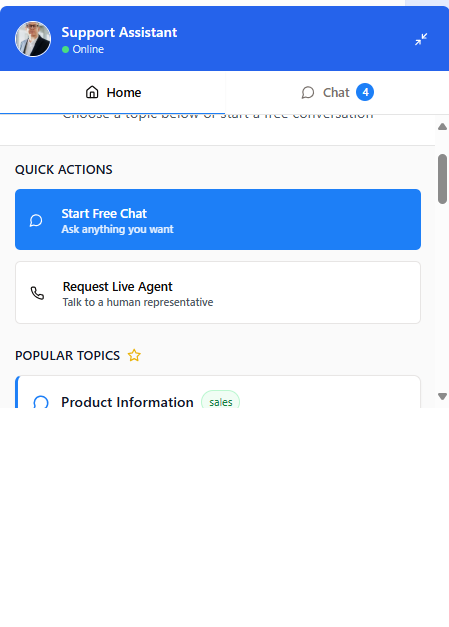 Support Assistant
Online
Home
Chat 4
Choose a topic below or start a free conversation
QUICK ACTIONS
Start Free Chat
Ask anything you want
Request Live Agent
Talk to a human representative
POPULAR TOPICS
Product Information sales